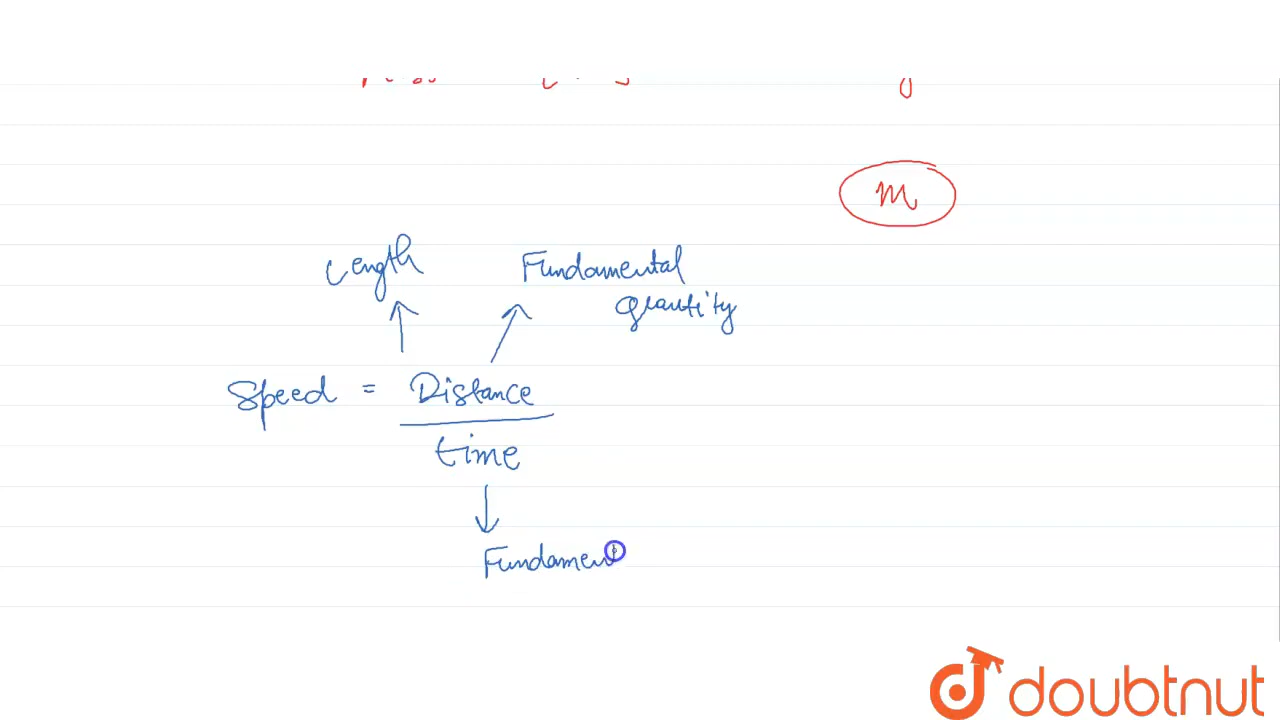 m
Length Fundamental
quantity
Speed = Distance
time
Fundament
doubtnut